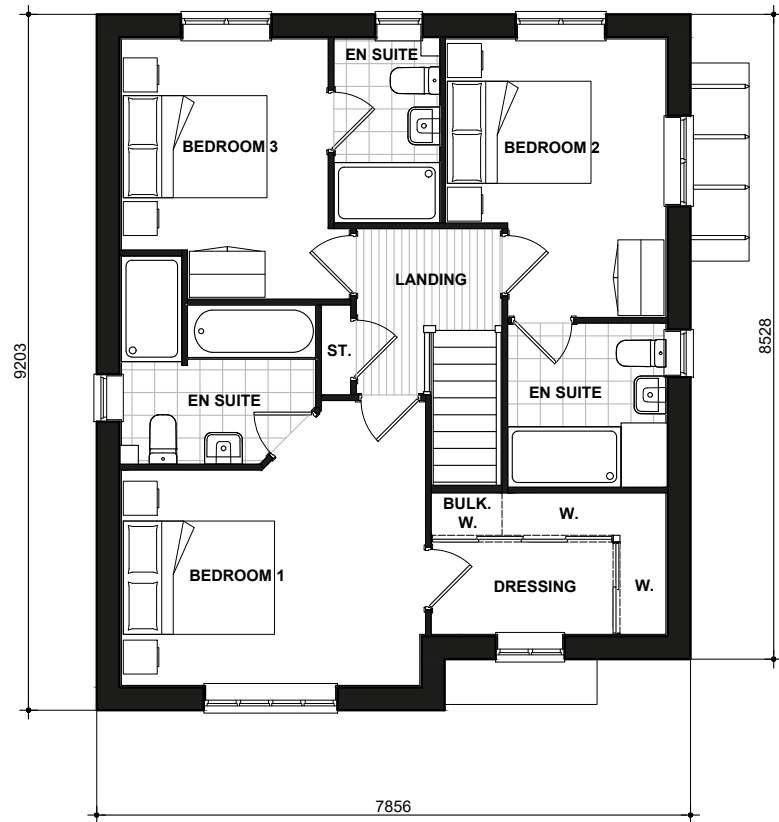 EN SUITE
BEDROOM 3
BEDROOM 2
LANDING
ST.
9203
8528
EN SUITE
EN SUITE
BULK.
W.
W.
BEDROOM 1
DRESSING
W.
7856